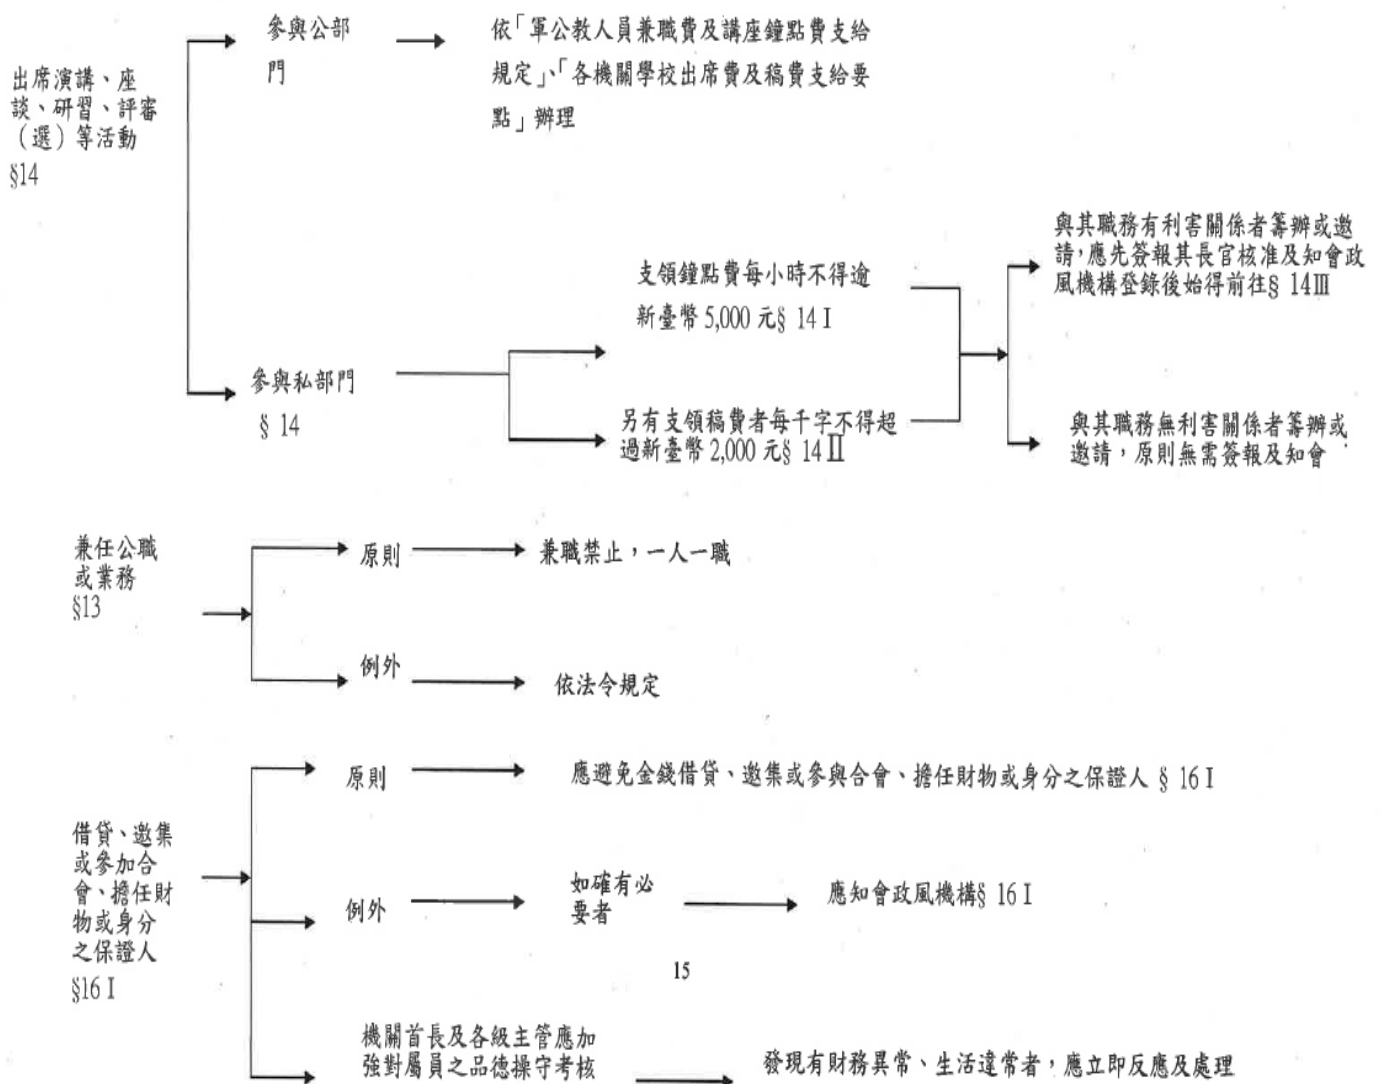 出席演講、座
談、研習、評審
（選）等活動
§14
參與公部
門
依「軍公教人員兼職費及講座鐘點費支給
規定」、「各機關學校出席費及稿費支給要
點」辦理
參與私部門
§ 14
支領鐘點費每小時不得逾
新臺幣 5,000 元§ 14 I
另有支領稿費者每千字不得超
過新臺幣 2,000 元§ 14 II
與其職務有利害關係者籌辦或邀
請，應先簽報其長官核准及知會政
風機構登錄後始得前往§ 14III
與其職務無利害關係者籌辦或
邀請，原則無需簽報及知會
兼任公職
或業務
§13
原則
兼職禁止，一人一職
例外
依法令規定
借貸、邀集
或參加合
會、擔任財
物或身分
之保證人
§16 I
原則
應避免金錢借貸、邀集或參與合會、擔任財物或身分之保證人 § 16 I
例外
如確有必
要者
應知會政風機構§ 16 I
機關首長及各級主管應加
強對屬員之品德操守考核
發現有財務異常、生活違常者，應立即反應及處理
15